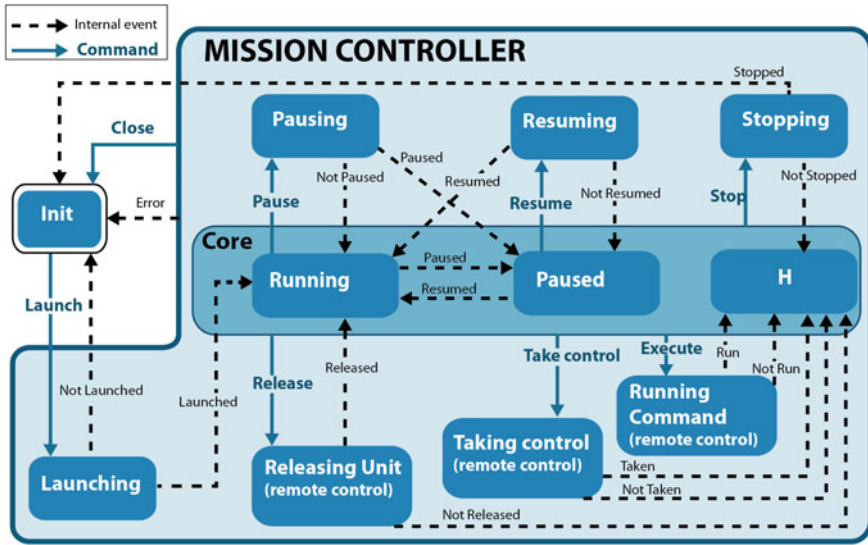 Internal event
Command
MISSION CONTROLLER
Stopped
Close
Pausing
Resuming
Stopping
Paused
Not Paused
Resumed
Not Resumed
Not Stopped
Pause
Resume
Stop
Init
Error
Core
Running
Paused
Resumed
Paused
H
Launch
Not Launched
Launched
Release
Released
Take control
Execute
Run
Not Run
Running
Command
(remote control)
Launching
Releasing Unit
(remote control)
Taking control
(remote control)
Taken
Not Taken
Not Released